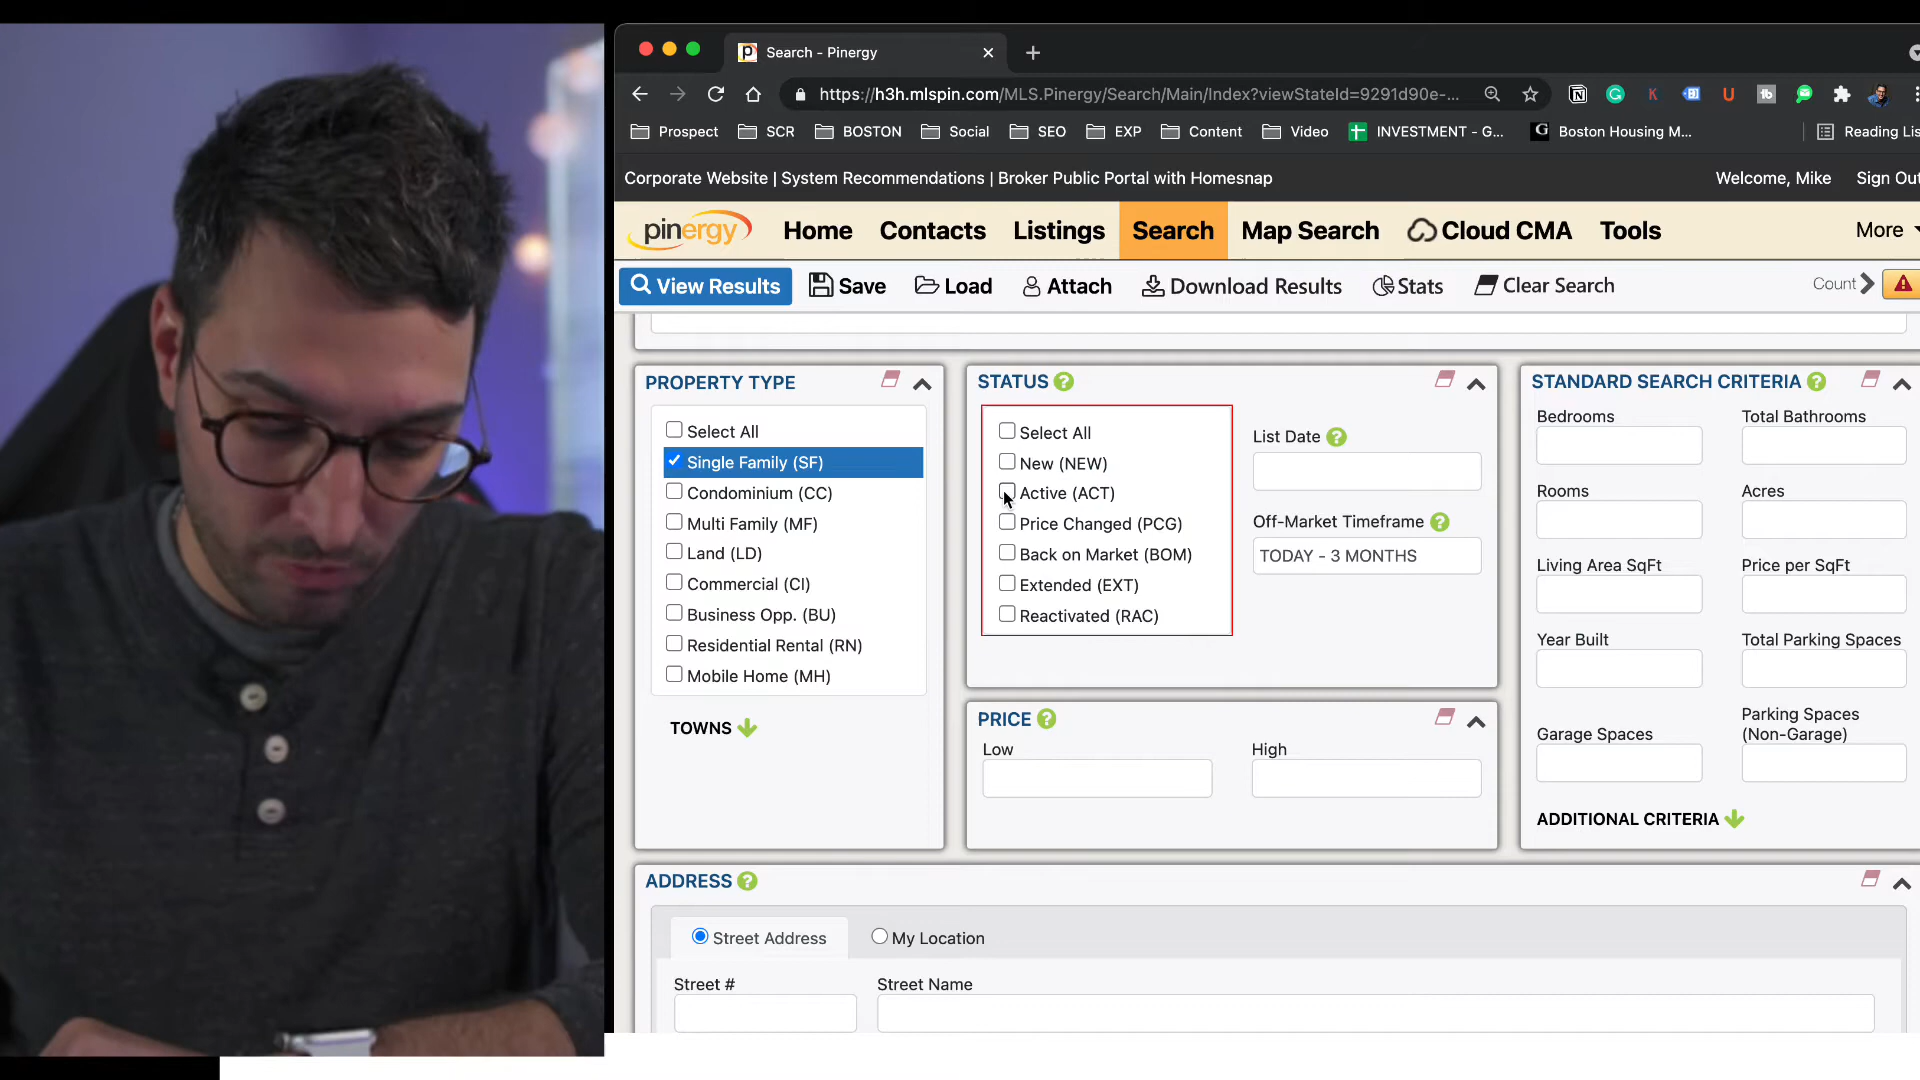 Search - Pinergy
https://h3h.mlspin.com/MLS.Pinergy/Search/Main/Index?viewStateId=9291d90e-...
Prospect SCR BOSTON Social SEO EXP Content Video INVESTMENT - G... Boston Housing M... Reading Lis
Corporate Website | System Recommendations | Broker Public Portal with Homesnap Welcome, Mike Sign Out
pinergy Home Contacts Listings Search Map Search Cloud CMA Tools More
View Results Save Load Attach Download Results Stats Clear Search Count
PROPERTY TYPE
Select All
Single Family (SF)
Condominium (CC)
Multi Family (MF)
Land (LD)
Commercial (CI)
Business Opp. (BU)
Residential Rental (RN)
Mobile Home (MH)
TOWNS
STATUS ?
Select All
New (NEW)
Active (ACT)
Price Changed (PCG)
Back on Market (BOM)
Extended (EXT)
Reactivated (RAC)
List Date ?
Off-Market Timeframe ?
TODAY - 3 MONTHS
PRICE ?
Low High
STANDARD SEARCH CRITERIA ?
Bedrooms Total Bathrooms
Rooms Acres
Living Area SqFt Price per SqFt
Year Built Total Parking Spaces
Garage Spaces Parking Spaces
(Non-Garage)
ADDITIONAL CRITERIA
ADDRESS ?
Street Address My Location
Street # Street Name